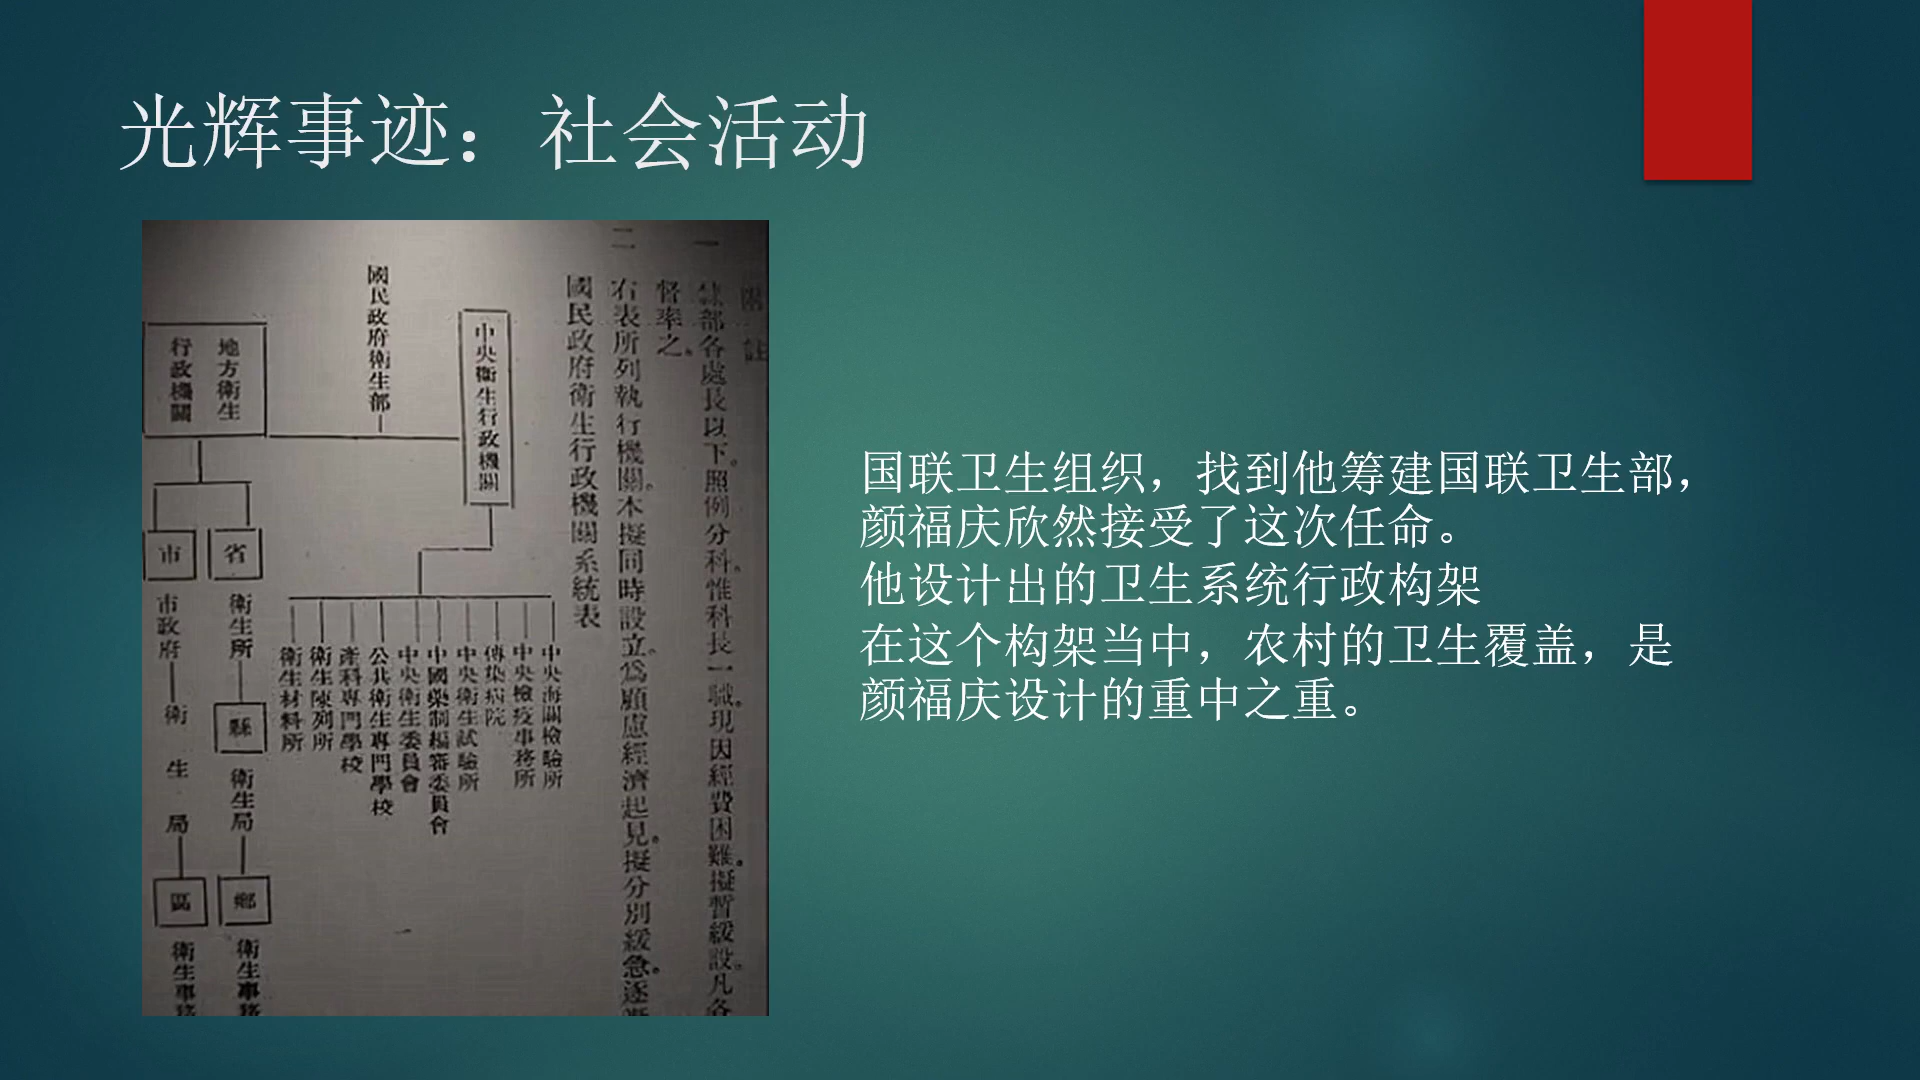 光辉事迹：社会活动
附註
隸部各處長以下。照例分科。惟科長一職。現因經費困難。擬暫緩設。凡各
督率之。
一
二
右表所列執行機關。本擬同時設立。爲顧慮經濟起見。擬分別緩急。逐漸
國民政府衛生行政機關系統表
國民政府衛生部
中央衛生行政機關
中央海關檢驗所
中央檢疫事務所
傳染病院
中央衛生試驗所
中國藥制編審委員會
中央衛生委員會
公共衛生專門學校
產科專門學校
衛生陳列所
衛生材料所
地方衛生
行政機關
省
衛生所
縣
衛生局
鄉
衛生事務
市
市政府
衛生局
區
衛生事務
国联卫生组织，找到他筹建国联卫生部，
颜福庆欣然接受了这次任命。
他设计出的卫生系统行政构架
在这个构架当中，农村的卫生覆盖，是
颜福庆设计的重中之重。